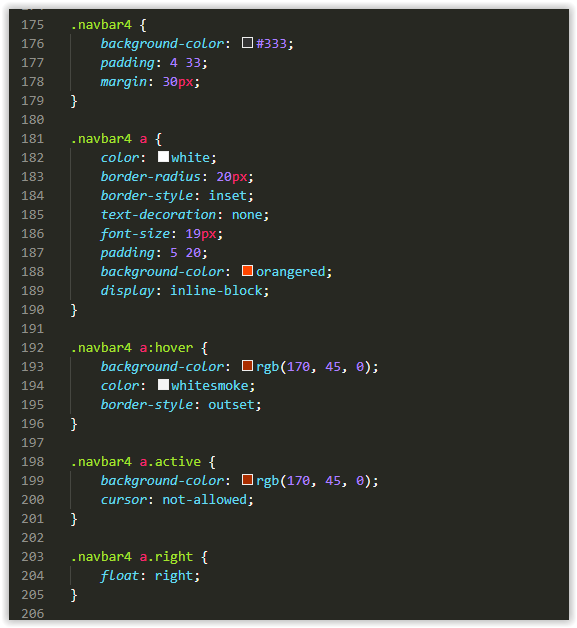 175 .navbar4 {
176 background-color: #333;
177 padding: 4 33;
178 margin: 30px;
179 }
180
181 .navbar4 a {
182 color: white;
183 border-radius: 20px;
184 border-style: inset;
185 text-decoration: none;
186 font-size: 19px;
187 padding: 5 20;
188 background-color: orangered;
189 display: inline-block;
190 }
191
192 .navbar4 a:hover {
193 background-color: rgb(170, 45, 0);
194 color: whitesmoke;
195 border-style: outset;
196 }
197
198 .navbar4 a.active {
199 background-color: rgb(170, 45, 0);
200 cursor: not-allowed;
201 }
202
203 .navbar4 a.right {
204 float: right;
205 }
206